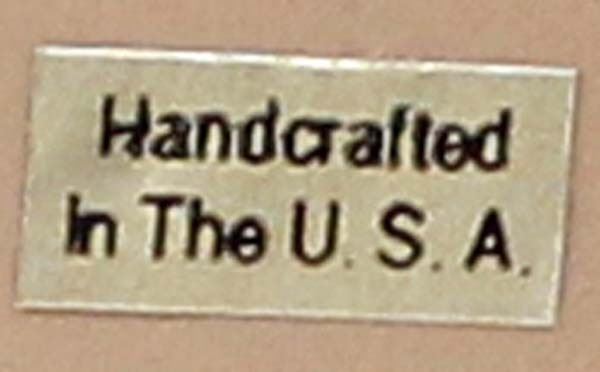 Handcrafted
In The U. S. A.